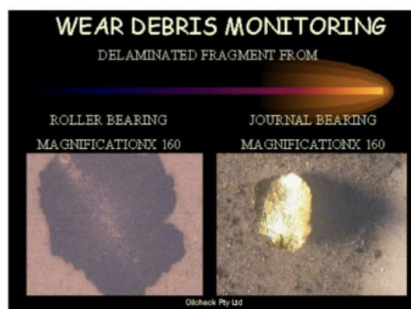 WEAR DEBRIS MONITORING
DELAMINATED FRAGMENT FROM
ROLLER BEARING
MAGNIFICATIONX 160
JOURNAL BEARING
MAGNIFICATIONX 160
Oilcheck Pty Ltd